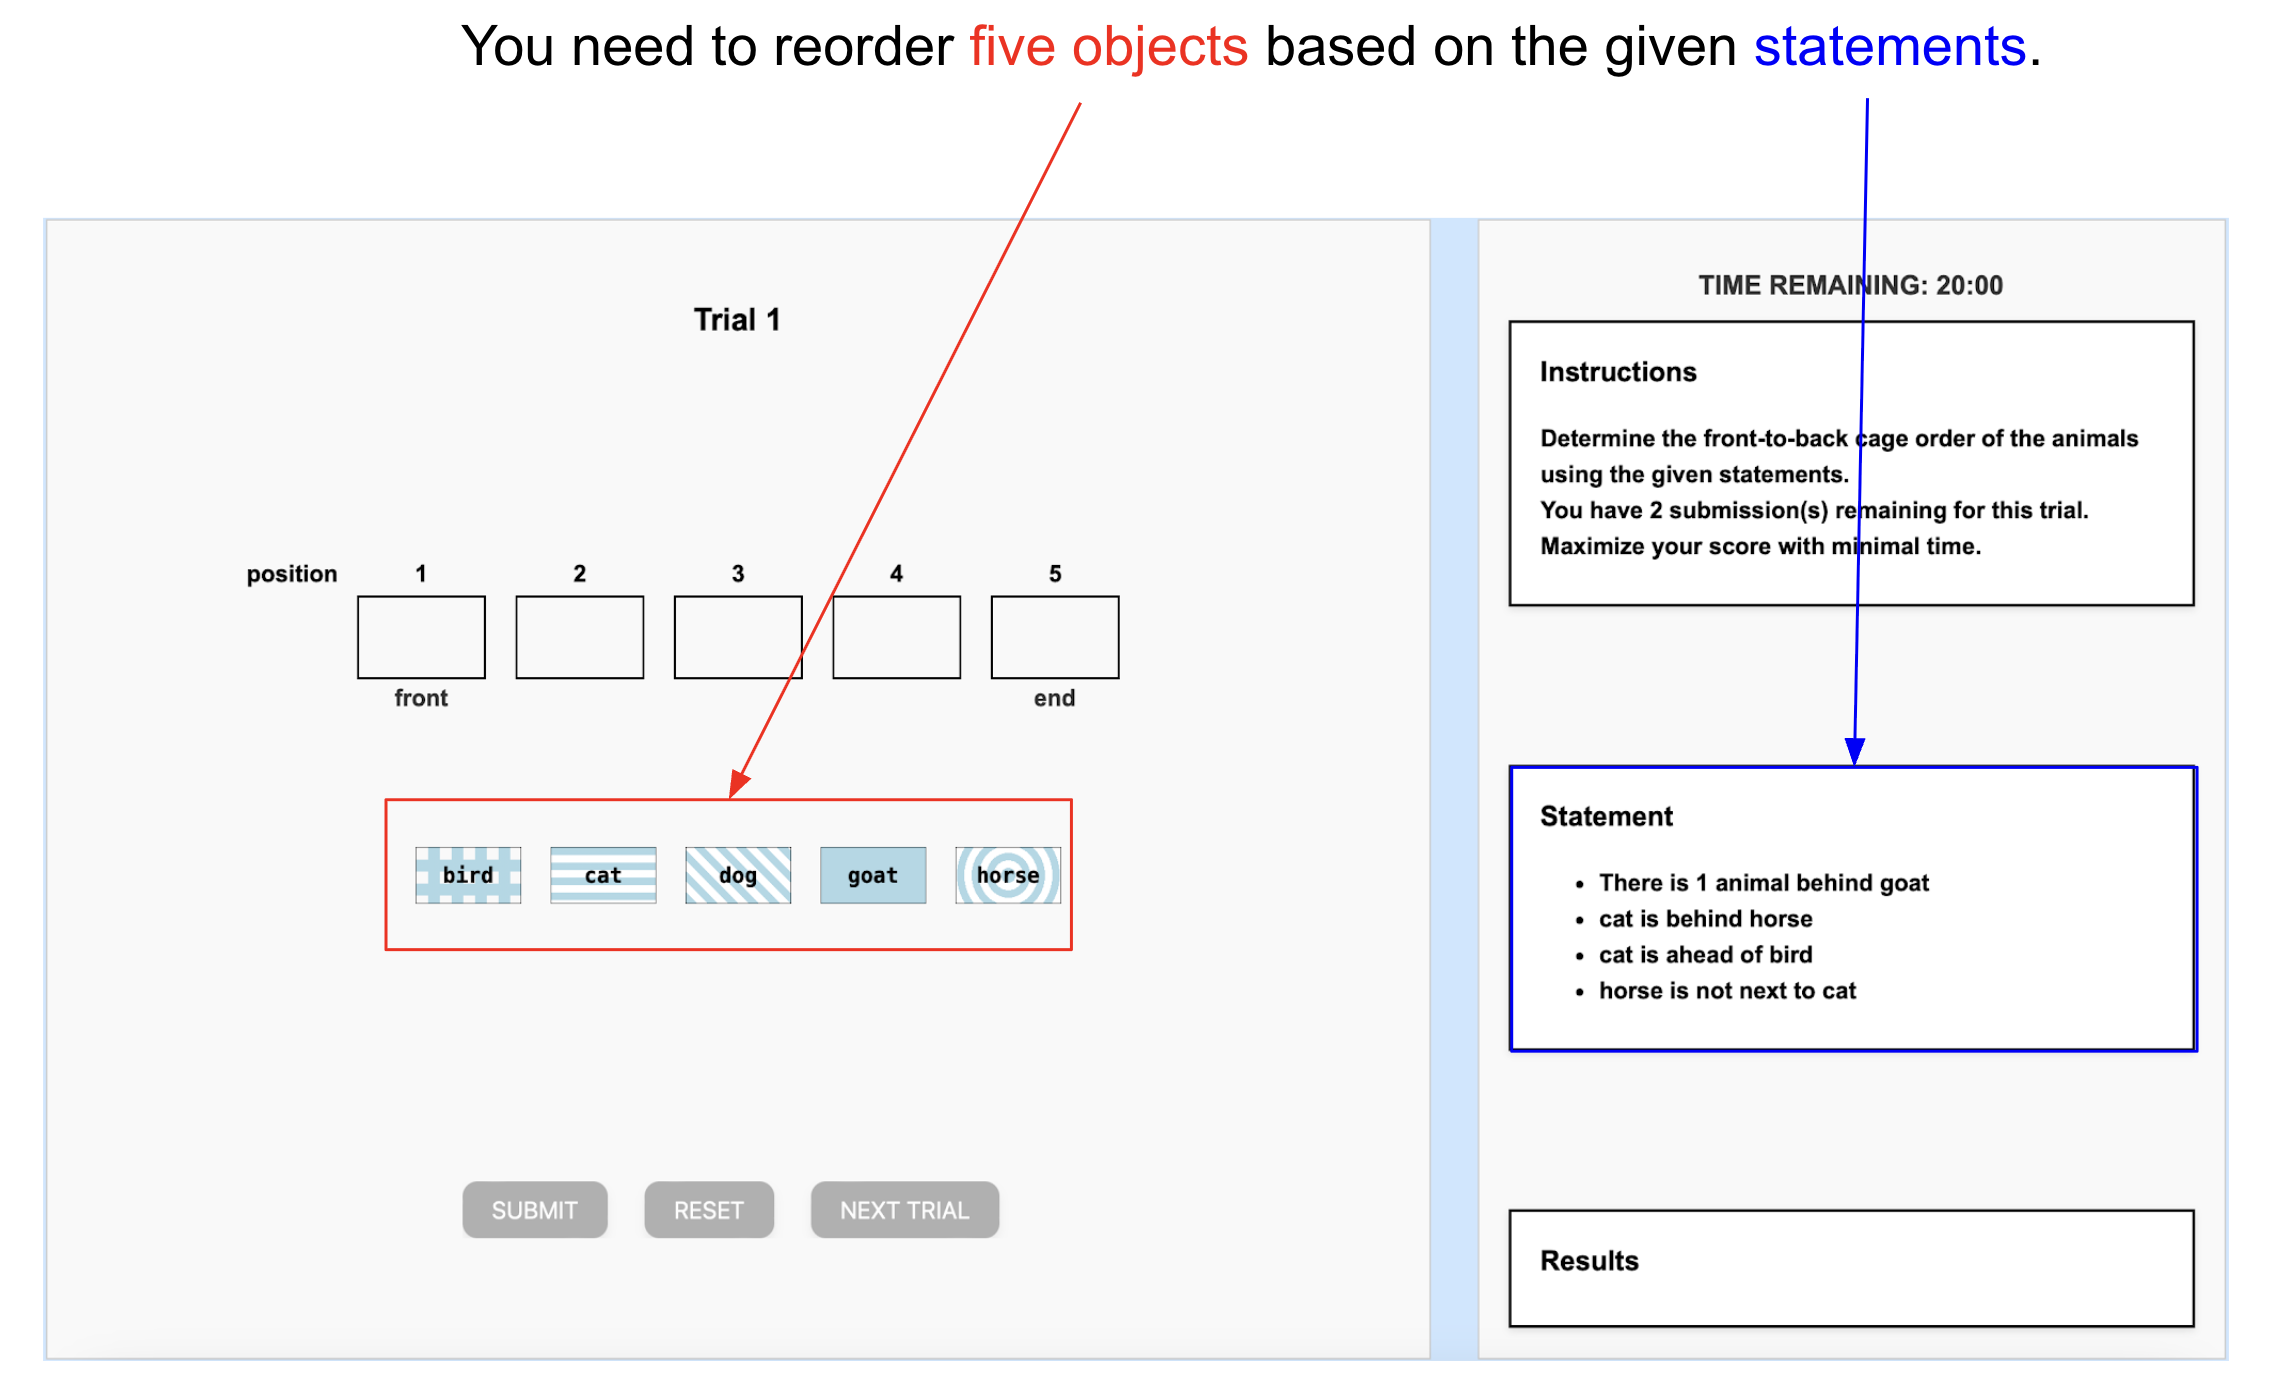 You need to reorder five objects based on the given statements.
Trial 1
position 1 2 3 4 5
front end
bird cat dog goat horse
SUBMIT RESET NEXT TRIAL
TIME REMAINING: 20:00
Instructions
Determine the front-to-back cage order of the animals
using the given statements.
You have 2 submission(s) remaining for this trial.
Maximize your score with minimal time.
Statement
• There is 1 animal behind goat
• cat is behind horse
• cat is ahead of bird
• horse is not next to cat
Results